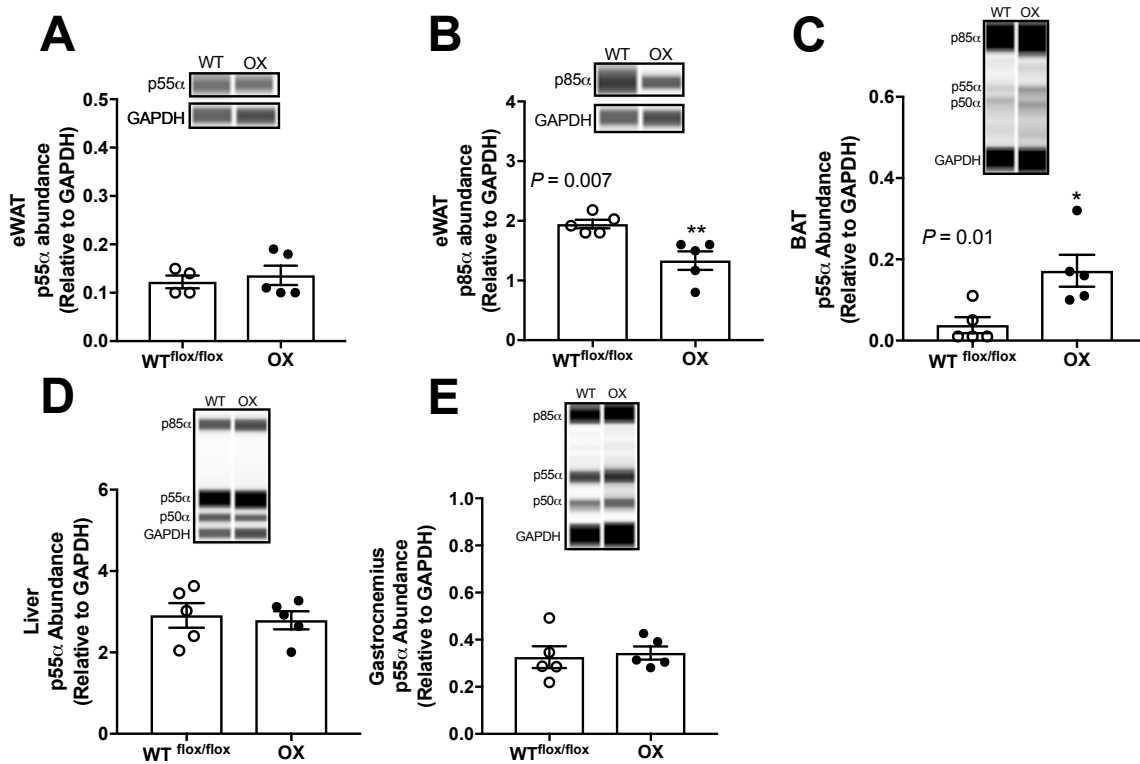 A
WT OX
p55α
GAPDH
eWAT
p55α abundance
(Relative to GAPDH)
0.5
0.4
0.3
0.2
0.1
0.0
WT flox/flox OX
B
WT OX
p85α
GAPDH
eWAT
p85α abundance
(Relative to GAPDH)
4
3
2
1
0
P = 0.007
**
WT flox/flox OX
C
WT OX
p85α
p55α
p50α
GAPDH
BAT
p55α Abundance
(Relative to GAPDH)
0.6
0.4
0.2
0.0
P = 0.01
*
WT flox/flox OX
D
WT OX
p85α
p55α
p50α
GAPDH
Liver
p55α Abundance
(Relative to GAPDH)
6
4
2
0
WT flox/flox OX
E
WT OX
p85α
p55α
p50α
GAPDH
Gastrocnemius
p55α Abundance
(Relative to GAPDH)
1.0
0.8
0.6
0.4
0.2
0.0
WT flox/flox OX